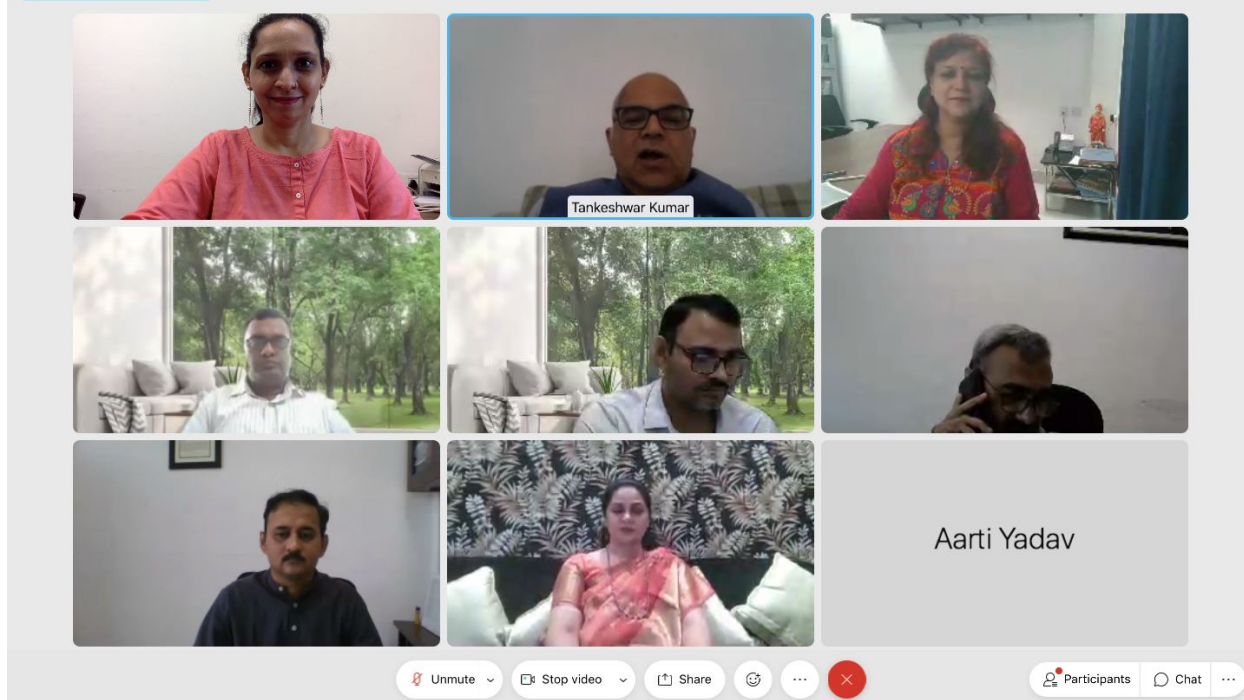 Tankeshwar Kumar
Aarti Yadav
Unmute
Stop video
Share
Participants
Chat